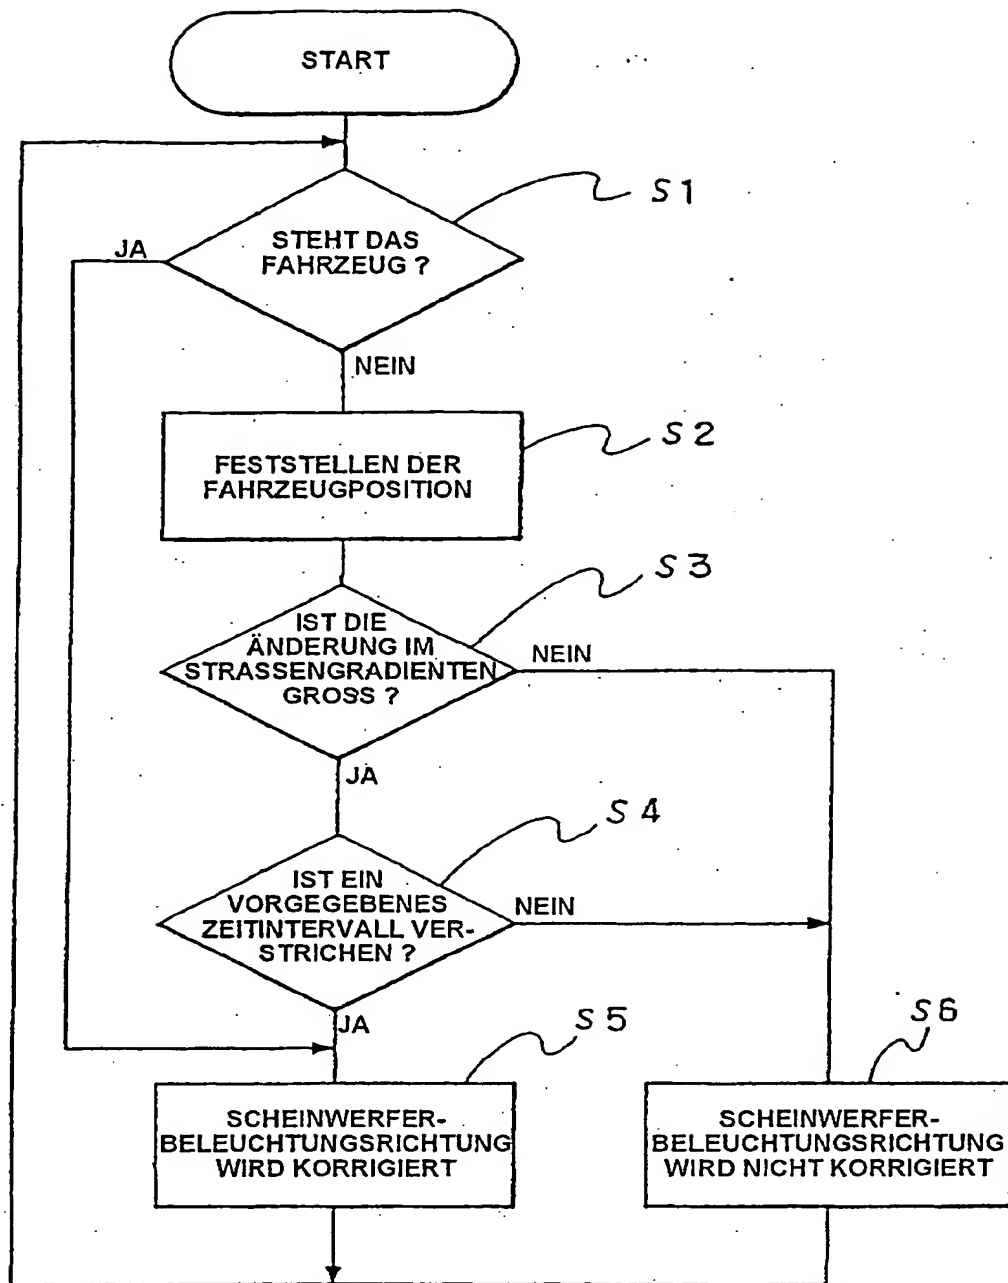 START
S1
STEHT DAS
FAHRZEUG ?
JA
NEIN
S2
FESTSTELLEN DER
FAHRZEUGPOSITION
S3
IST DIE
ÄNDERUNG IM
STRASSENGRADIENTEN
GROSS ?
NEIN
JA
S4
IST EIN
VORGEGEBENES
ZEITINTERVALL VER-
STRICHEN ?
NEIN
JA
S5
S6
SCHEINWERFER-
BELEUCHTUNGSRICHTUNG
WIRD KORRIGIERT
SCHEINWERFER-
BELEUCHTUNGSRICHTUNG
WIRD NICHT KORRIGIERT